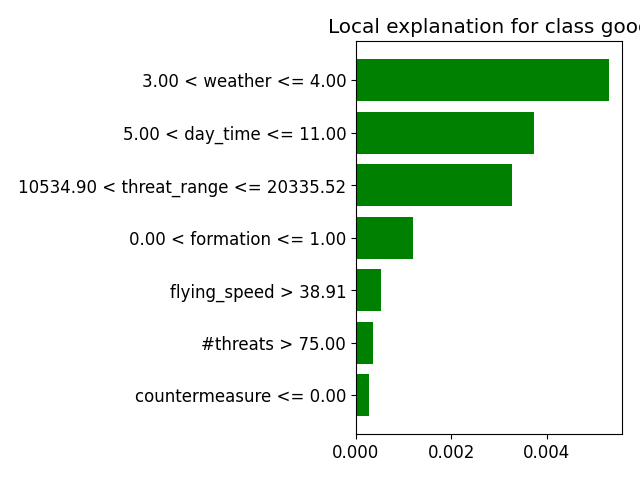 Local explanation for class good
3.00 < weather <= 4.00
5.00 < day_time <= 11.00
10534.90 < threat_range <= 20335.52
0.00 < formation <= 1.00
flying_speed > 38.91
#threats > 75.00
countermeasure <= 0.00
0.000 0.002 0.004